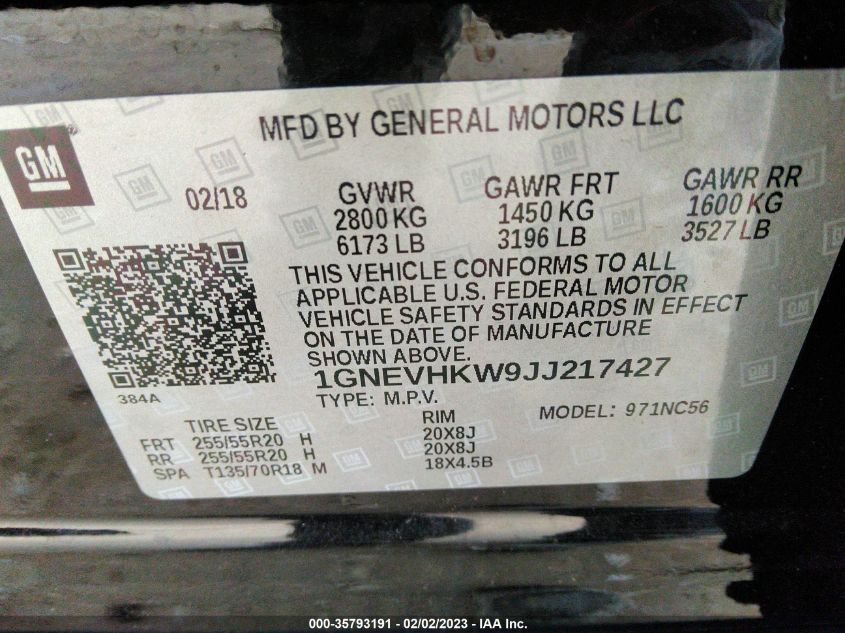 MFD BY GENERAL MOTORS LLC
GM ®
02/18
GVWR GAWR FRT GAWR RR
2800 KG 1450 KG 1600 KG
6173 LB 3196 LB 3527 LB
THIS VEHICLE CONFORMS TO ALL
APPLICABLE U.S. FEDERAL MOTOR
VEHICLE SAFETY STANDARDS IN EFFECT
ON THE DATE OF MANUFACTURE
SHOWN ABOVE.
1GNEVHKW9JJ217427
384A
TYPE: M.P.V.
MODEL: 971NC56
TIRE SIZE RIM
FRT 255/55R20 H 20X8J
RR 255/55R20 H 20X8J
SPA T135/70R18 M 18X4.5B
000-35793191 - 02/02/2023 - IAA Inc.